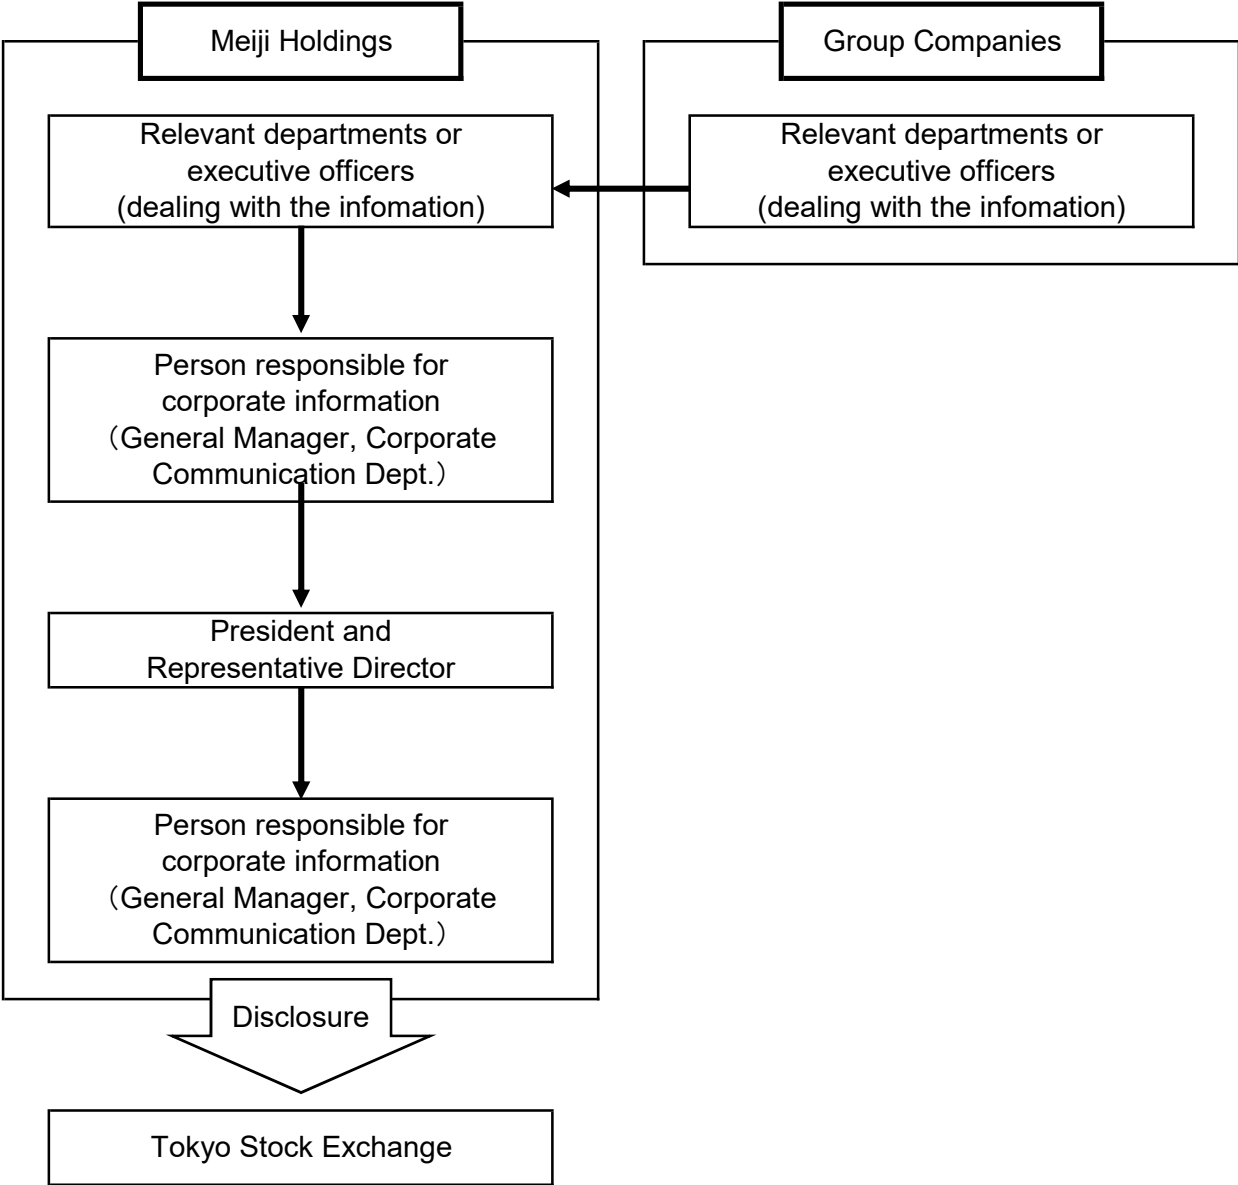 Meiji Holdings
Group Companies
Relevant departments or
executive officers
(dealing with the infomation)
Relevant departments or
executive officers
(dealing with the infomation)
Person responsible for
corporate information
（General Manager, Corporate
Communication Dept.）
President and
Representative Director
Person responsible for
corporate information
（General Manager, Corporate
Communication Dept.）
Disclosure
Tokyo Stock Exchange